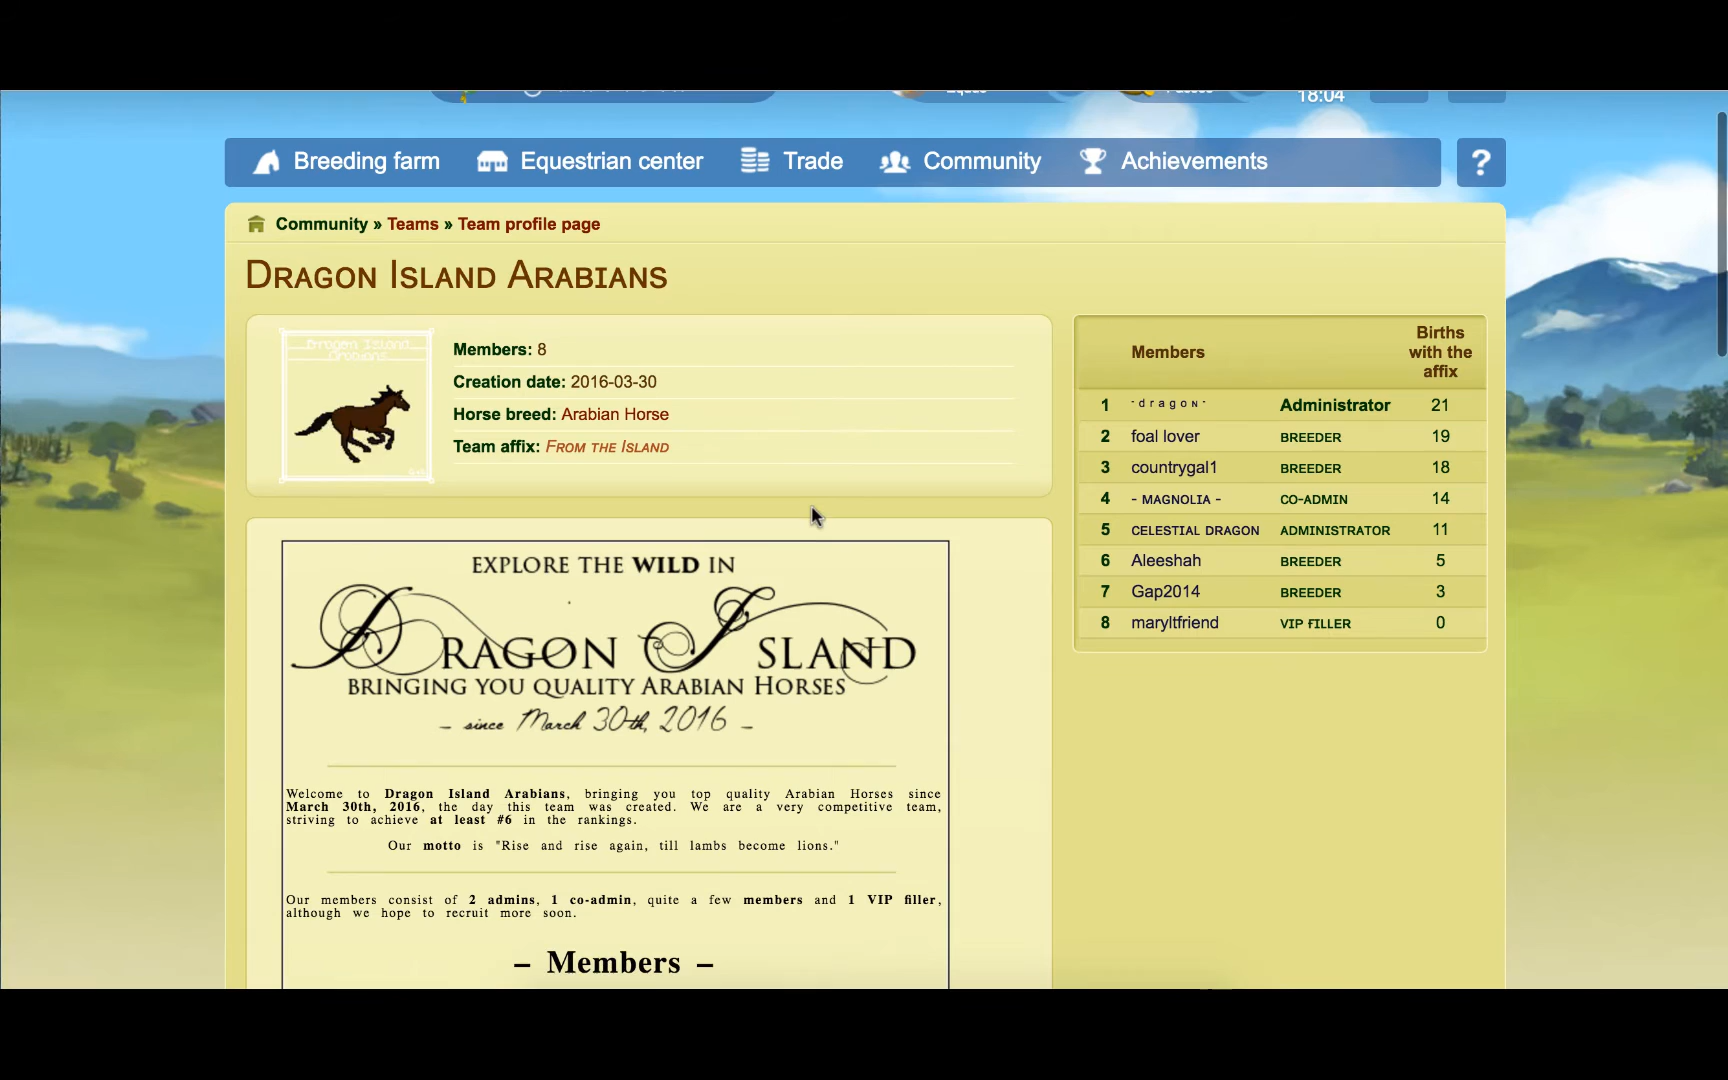 18:04
Breeding farm Equestrian center Trade Community Achievements ?
Community » Teams » Team profile page
Dragon Island Arabians
Dragon Island
Arabians
Members: 8
Creation date: 2016-03-30
Horse breed: Arabian Horse
Team affix: From the Island
Members Births with the affix
1 -dragoɴ- Administrator 21
2 foal lover BREEDER 19
3 countrygal1 BREEDER 18
4 - MAGNOLIA - CO-ADMIN 14
5 CELESTIAL DRAGON ADMINISTRATOR 11
6 Aleeshah BREEDER 5
7 Gap2014 BREEDER 3
8 maryltfriend VIP FILLER 0
EXPLORE THE WILD IN
DRAGON ISLAND
BRINGING YOU QUALITY ARABIAN HORSES
- since March 30th, 2016 -
Welcome to Dragon Island Arabians, bringing you top quality Arabian Horses since
March 30th, 2016, the day this team was created. We are a very competitive team,
striving to achieve at least #6 in the rankings.
Our motto is "Rise and rise again, till lambs become lions."
Our members consist of 2 admins, 1 co-admin, quite a few members and 1 VIP filler,
although we hope to recruit more soon.
– Members –